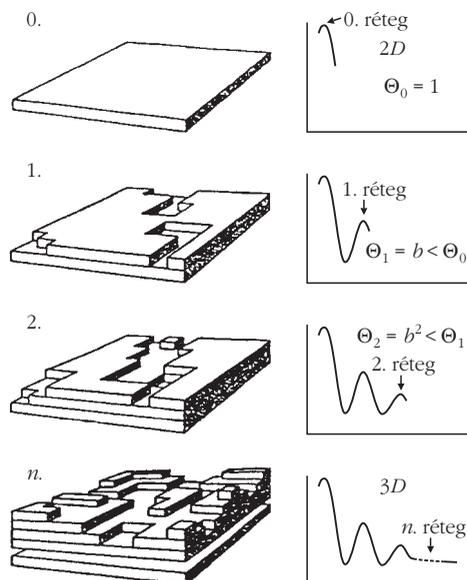 0.
0. réteg
2D
Θ₀ = 1
1.
1. réteg
Θ₁ = b < Θ₀
2.
Θ₂ = b² < Θ₁
2. réteg
n.
3D
n. réteg